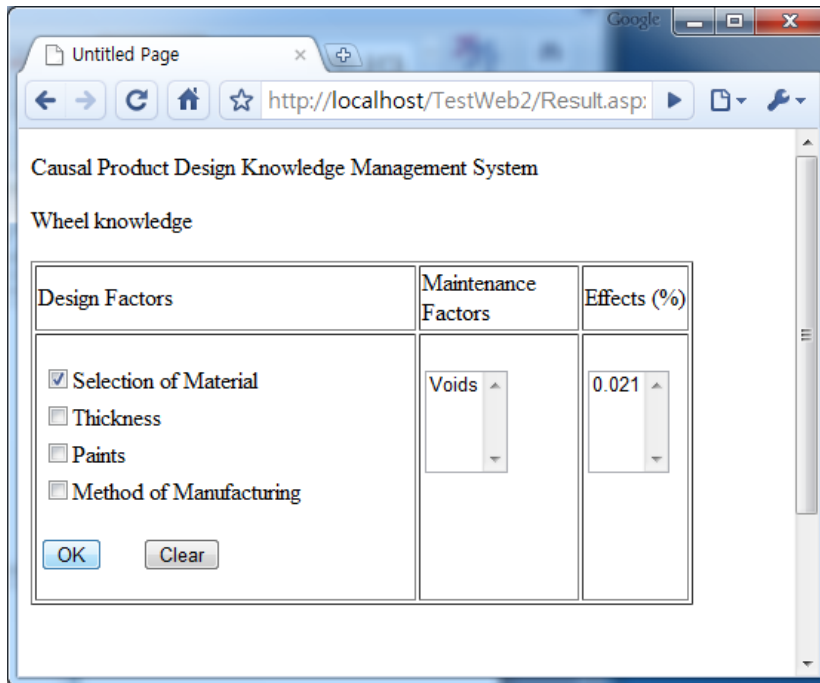 Google
Untitled Page
http://localhost/TestWeb2/Result.asp
Causal Product Design Knowledge Management System
Wheel knowledge
Design Factors
Maintenance
Factors
Effects (%)
Selection of Material
Thickness
Paints
Method of Manufacturing
Voids
0.021
OK
Clear